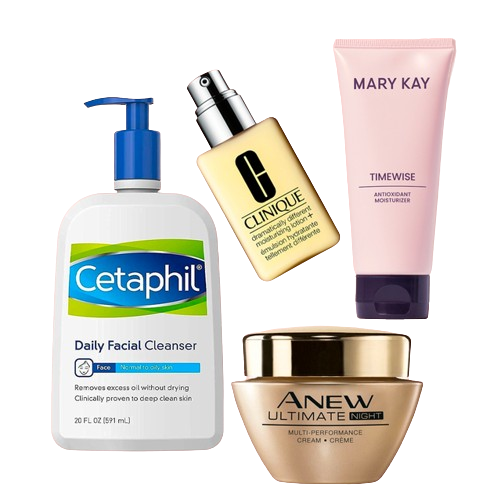 Cetaphil®
Daily Facial Cleanser
Face Normal to oily skin
Removes excess oil without drying
Clinically proven to deep clean skin
20 FL OZ (591 mL)
CLINIQUE
dramatically different
moisturizing lotion +
émulsion hydratante
tellement différente
MARY KAY
TIMEWISE
ANTIOXIDANT
MOISTURIZER
ANEW
ULTIMATE NIGHT
MULTI-PERFORMANCE
CREAM • CRÈME